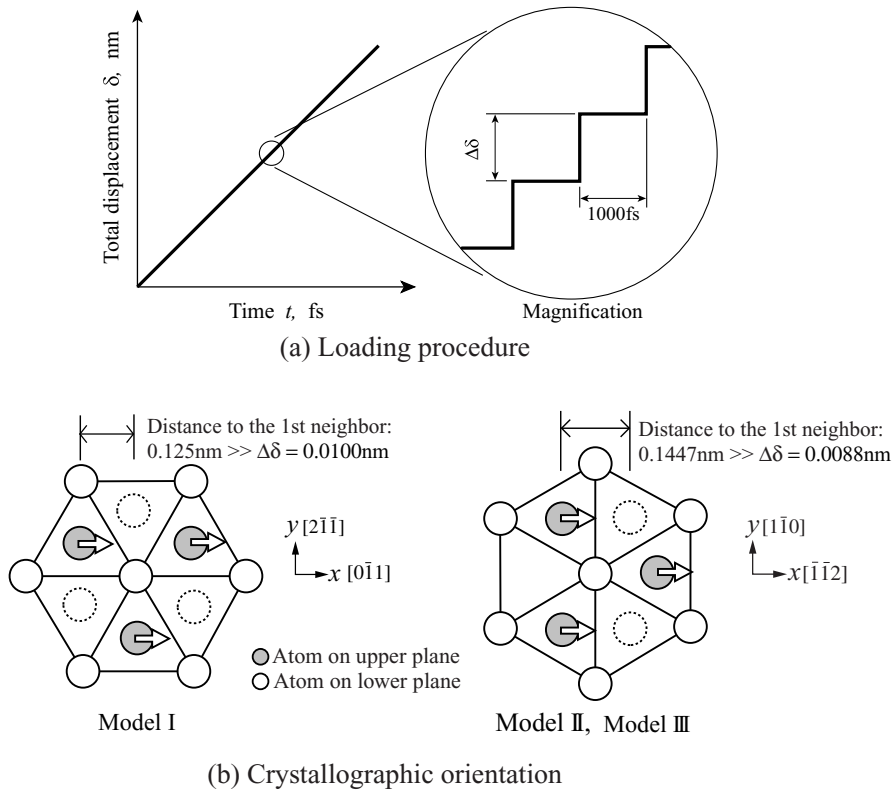 Total displacement δ, nm
Δδ
1000fs
Time t, fs
Magnification
(a) Loading procedure
Distance to the 1st neighbor:
0.125nm >> Δδ = 0.0100nm
y[21̄1̄]
x [01̄1]
Distance to the 1st neighbor:
0.1447nm >> Δδ = 0.0088nm
y[11̄0]
x[1̄1̄2]
Atom on upper plane
Atom on lower plane
Model Ⅰ
Model Ⅱ, Model Ⅲ
(b) Crystallographic orientation